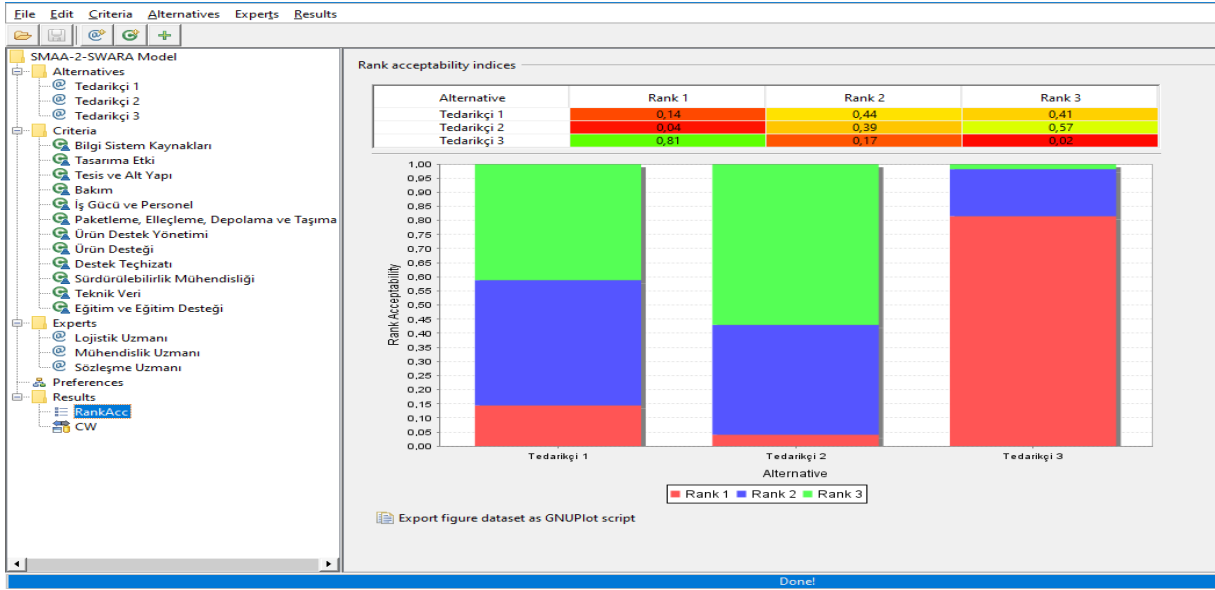 File Edit Criteria Alternatives Experts Results
SMAA-2-SWARA Model
Alternatives
Tedarikçi 1
Tedarikçi 2
Tedarikçi 3
Criteria
Bilgi Sistem Kaynakları
Tasarıma Etki
Tesis ve Alt Yapı
Bakım
İş Gücü ve Personel
Paketleme, Elleçleme, Depolama ve Taşıma
Ürün Destek Yönetimi
Ürün Desteği
Destek Teçhizatı
Sürdürülebilirlik Mühendisliği
Teknik Veri
Eğitim ve Eğitim Desteği
Experts
Lojistik Uzmanı
Mühendislik Uzmanı
Sözleşme Uzmanı
Preferences
Results
RankAcc
CW
Rank acceptability indices
Alternative Rank 1 Rank 2 Rank 3
Tedarikçi 1 0,14 0,44 0,41
Tedarikçi 2 0,04 0,39 0,57
Tedarikçi 3 0,81 0,17 0,02
1,00
0,95
0,90
0,85
0,80
0,75
0,70
0,65
0,60
0,55
0,50
0,45
0,40
0,35
0,30
0,25
0,20
0,15
0,10
0,05
0,00
Rank Acceptability
Tedarikçi 1 Tedarikçi 2 Tedarikçi 3
Alternative
Rank 1 Rank 2 Rank 3
Export figure dataset as GNUPlot script
Done!